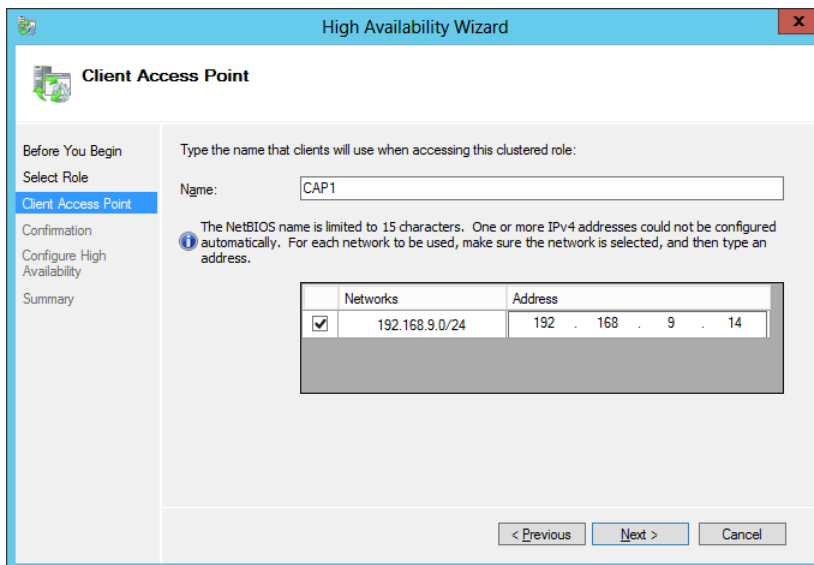 High Availability Wizard
x
Client Access Point
Before You Begin
Select Role
Client Access Point
Confirmation
Configure High
Availability
Summary
Type the name that clients will use when accessing this clustered role:
Name: CAP1
The NetBIOS name is limited to 15 characters. One or more IPv4 addresses could not be configured
automatically. For each network to be used, make sure the network is selected, and then type an
address.
Networks Address
192.168.9.0/24 192 . 168 . 9 . 14
< Previous Next > Cancel